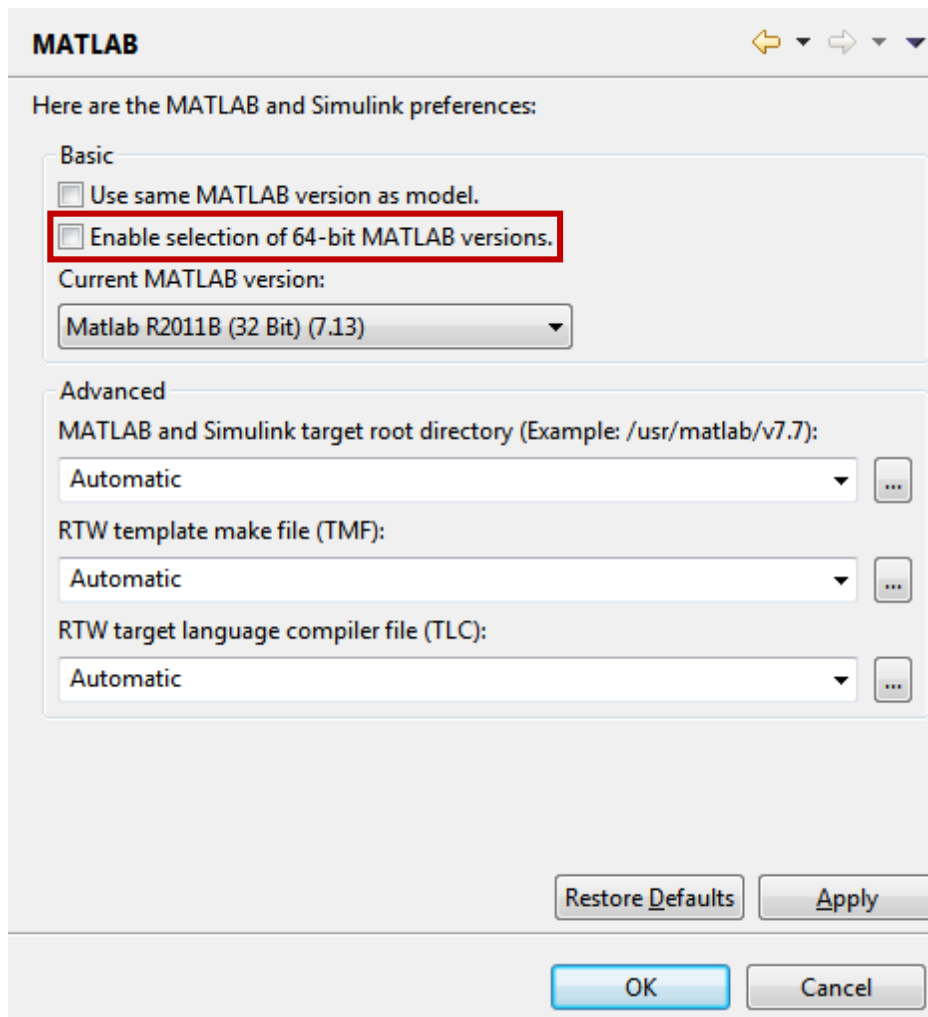 MATLAB
Here are the MATLAB and Simulink preferences:
Basic
Use same MATLAB version as model.
Enable selection of 64-bit MATLAB versions.
Current MATLAB version:
Matlab R2011B (32 Bit) (7.13)
Advanced
MATLAB and Simulink target root directory (Example: /usr/matlab/v7.7):
Automatic
...
RTW template make file (TMF):
Automatic
...
RTW target language compiler file (TLC):
Automatic
...
Restore Defaults Apply
OK Cancel